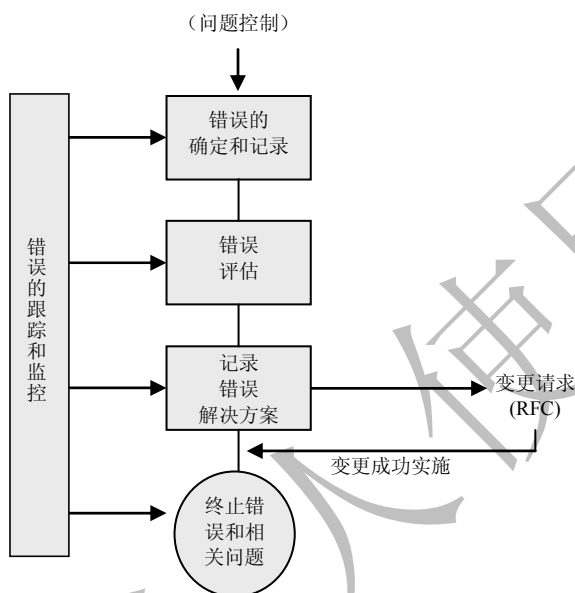 （问题控制）
错误的
确定和记录
错误的跟踪和监控
错误
评估
记录
错误
解决方案
变更请求
(RFC)
变更成功实施
终止错
误和相
关问题
人使